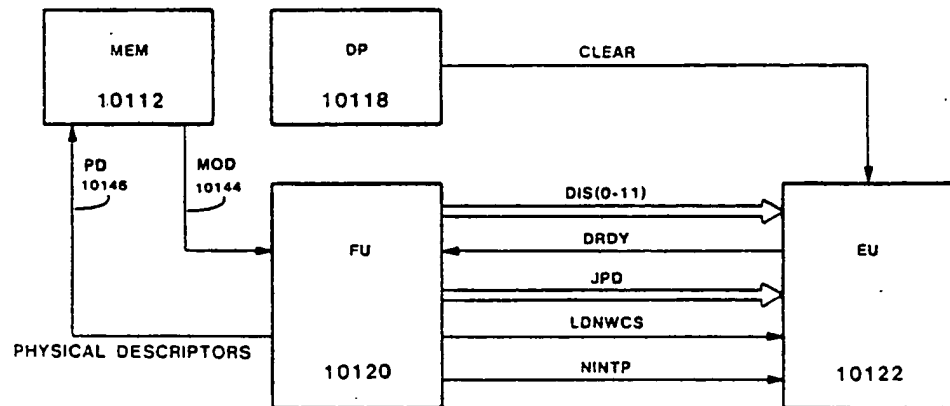 MEM
10112
DP
10118
CLEAR
PD
10146
MOD
10144
FU
10120
DIS(0-11)
DRDY
JPD
LDNWCS
NINTP
EU
10122
PHYSICAL DESCRIPTORS